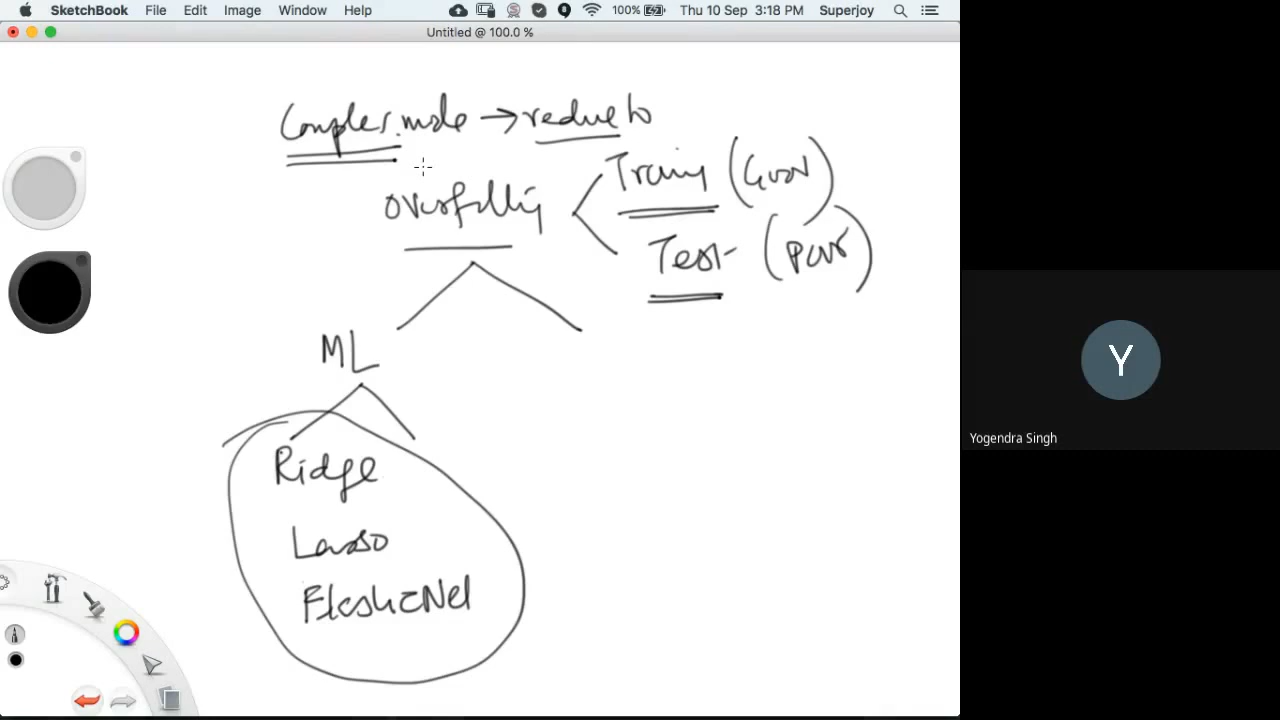 SketchBook File Edit Image Window Help 100% Thu 10 Sep 3:18 PM Superjoy
Untitled @ 100.0 %
Complex mode → reduce to
Overfitting
Training (Good)
Test (Poor)
ML
Ridge
Lasso
ElasticNet
Y
Yogendra Singh